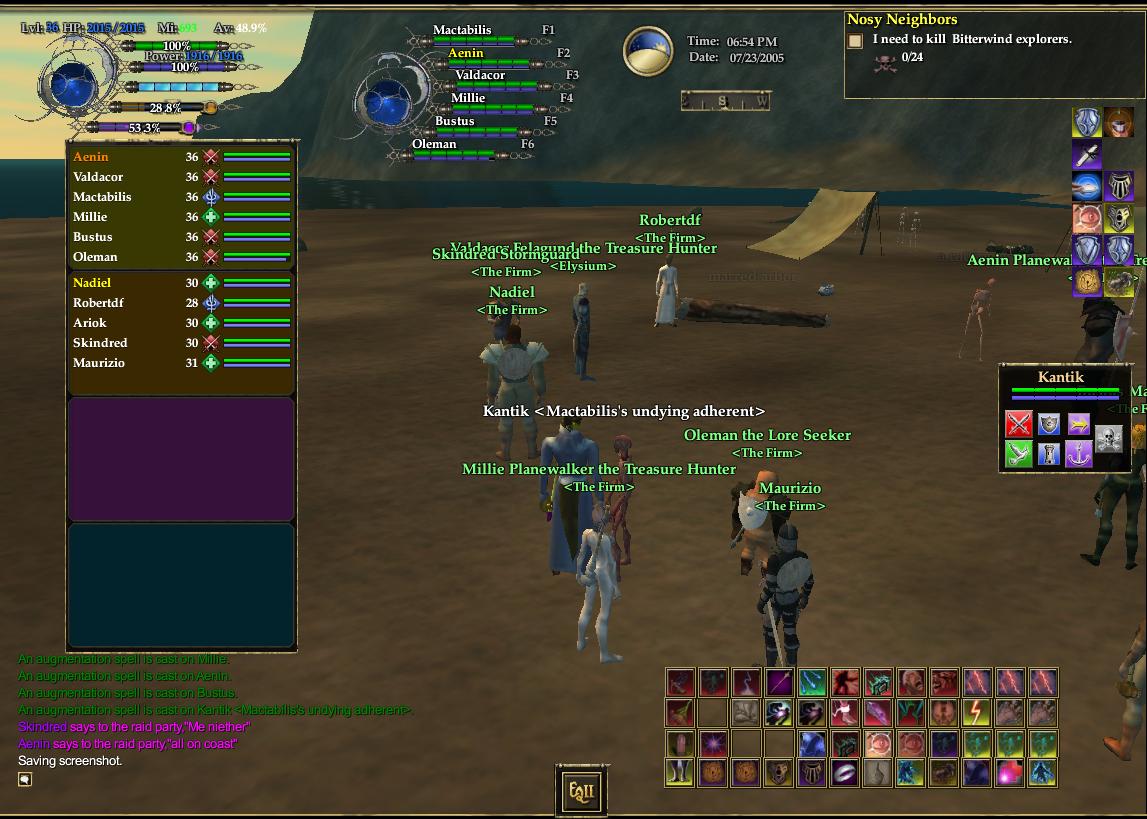 Lvl: 36 HP: 2015/2015 Mi: 693 Av: 48.9%
100%
Power: 1916/1916
100%
28.8%
53.3%
Mactabilis F1
Aenin F2
Valdacor F3
Millie F4
Bustus F5
Oleman F6
Time: 06:54 PM
Date: 07/23/2005
S W
Nosy Neighbors
I need to kill Bitterwind explorers.
0/24
Aenin 36
Valdacor 36
Mactabilis 36
Millie 36
Bustus 36
Oleman 36
Nadiel 30
Robertdf 28
Ariok 30
Skindred 30
Maurizio 31
Robertdf
<The Firm>
Valdacor Felagund the Treasure Hunter
<Elysium>
Skindred Stormguard
<The Firm>
Nadiel
<The Firm>
Aenin Planewal
Kantik
Kantik <Mactabilis's undying adherent>
Oleman the Lore Seeker
<The Firm>
Millie Planewalker the Treasure Hunter
<The Firm>
Maurizio
<The Firm>
An augmentation spell is cast on Millie.
An augmentation spell is cast on Aenin.
An augmentation spell is cast on Bustus.
An augmentation spell is cast on Kantik<Mactabilis's undying adherent>.
Skindred says to the raid party,"Me niether"
Aenin says to the raid party,"all on coast"
Saving screenshot.
EQII